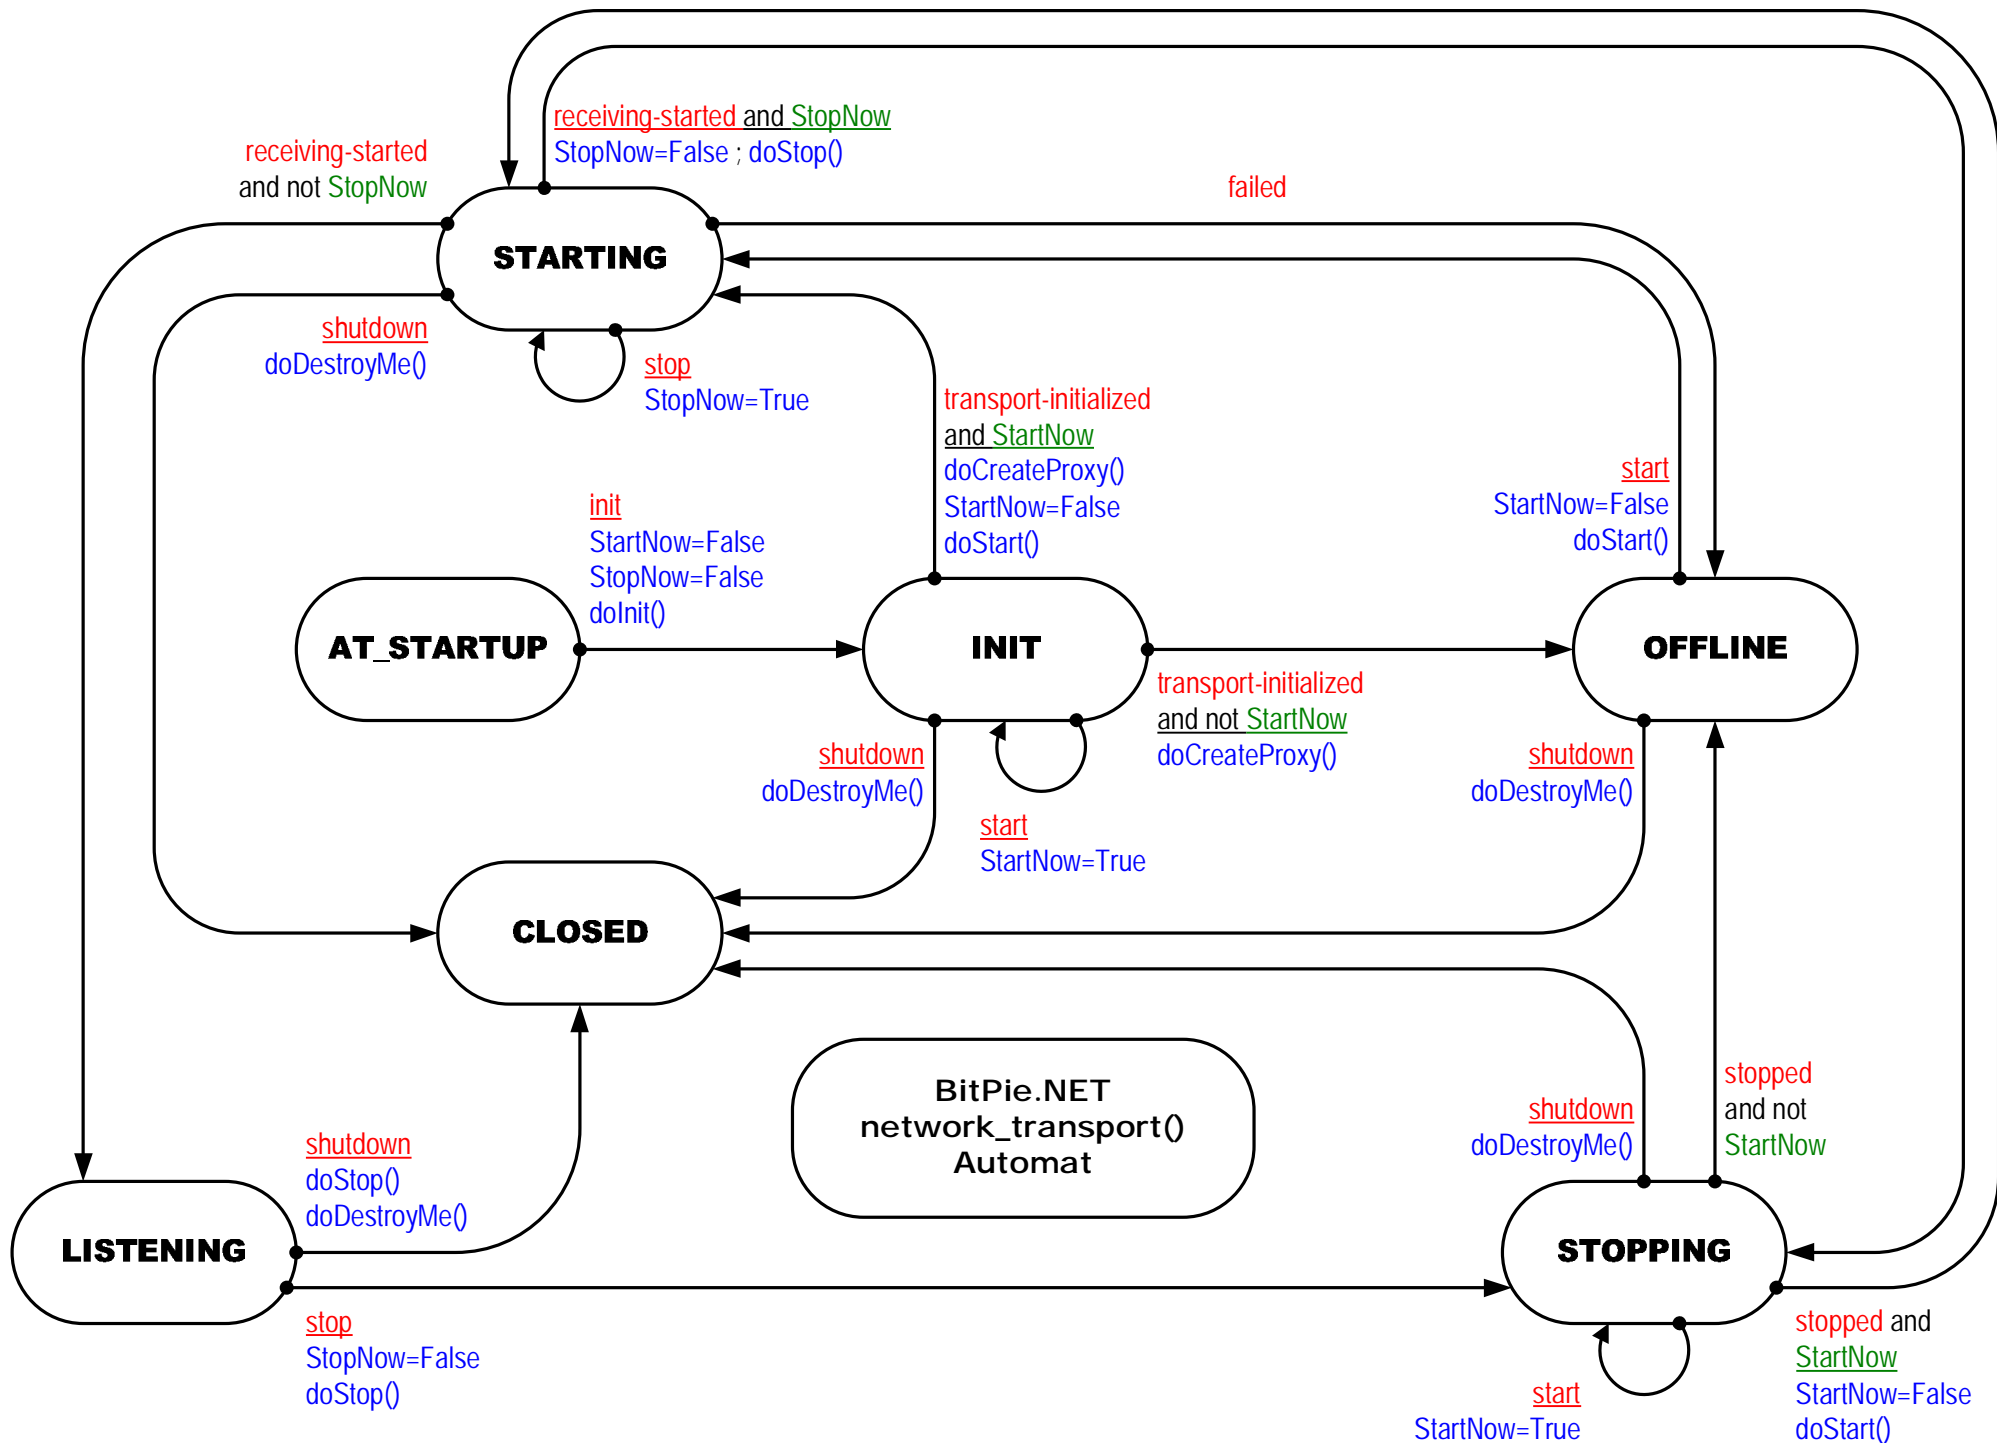 receiving-started and StopNow
StopNow=False ; doStop()
receiving-started
and not StopNow
failed
STARTING
shutdown
doDestroyMe()
stop
StopNow=True
transport-initialized
and StartNow
doCreateProxy()
StartNow=False
doStart()
start
StartNow=False
doStart()
init
StartNow=False
StopNow=False
doInit()
AT_STARTUP
INIT
OFFLINE
transport-initialized
and not StartNow
doCreateProxy()
shutdown
doDestroyMe()
shutdown
doDestroyMe()
start
StartNow=True
CLOSED
BitPie.NET
network_transport()
Automat
stopped
and not
StartNow
shutdown
doDestroyMe()
shutdown
doStop()
doDestroyMe()
LISTENING
STOPPING
stop
StopNow=False
doStop()
stopped and
StartNow
StartNow=False
doStart()
start
StartNow=True